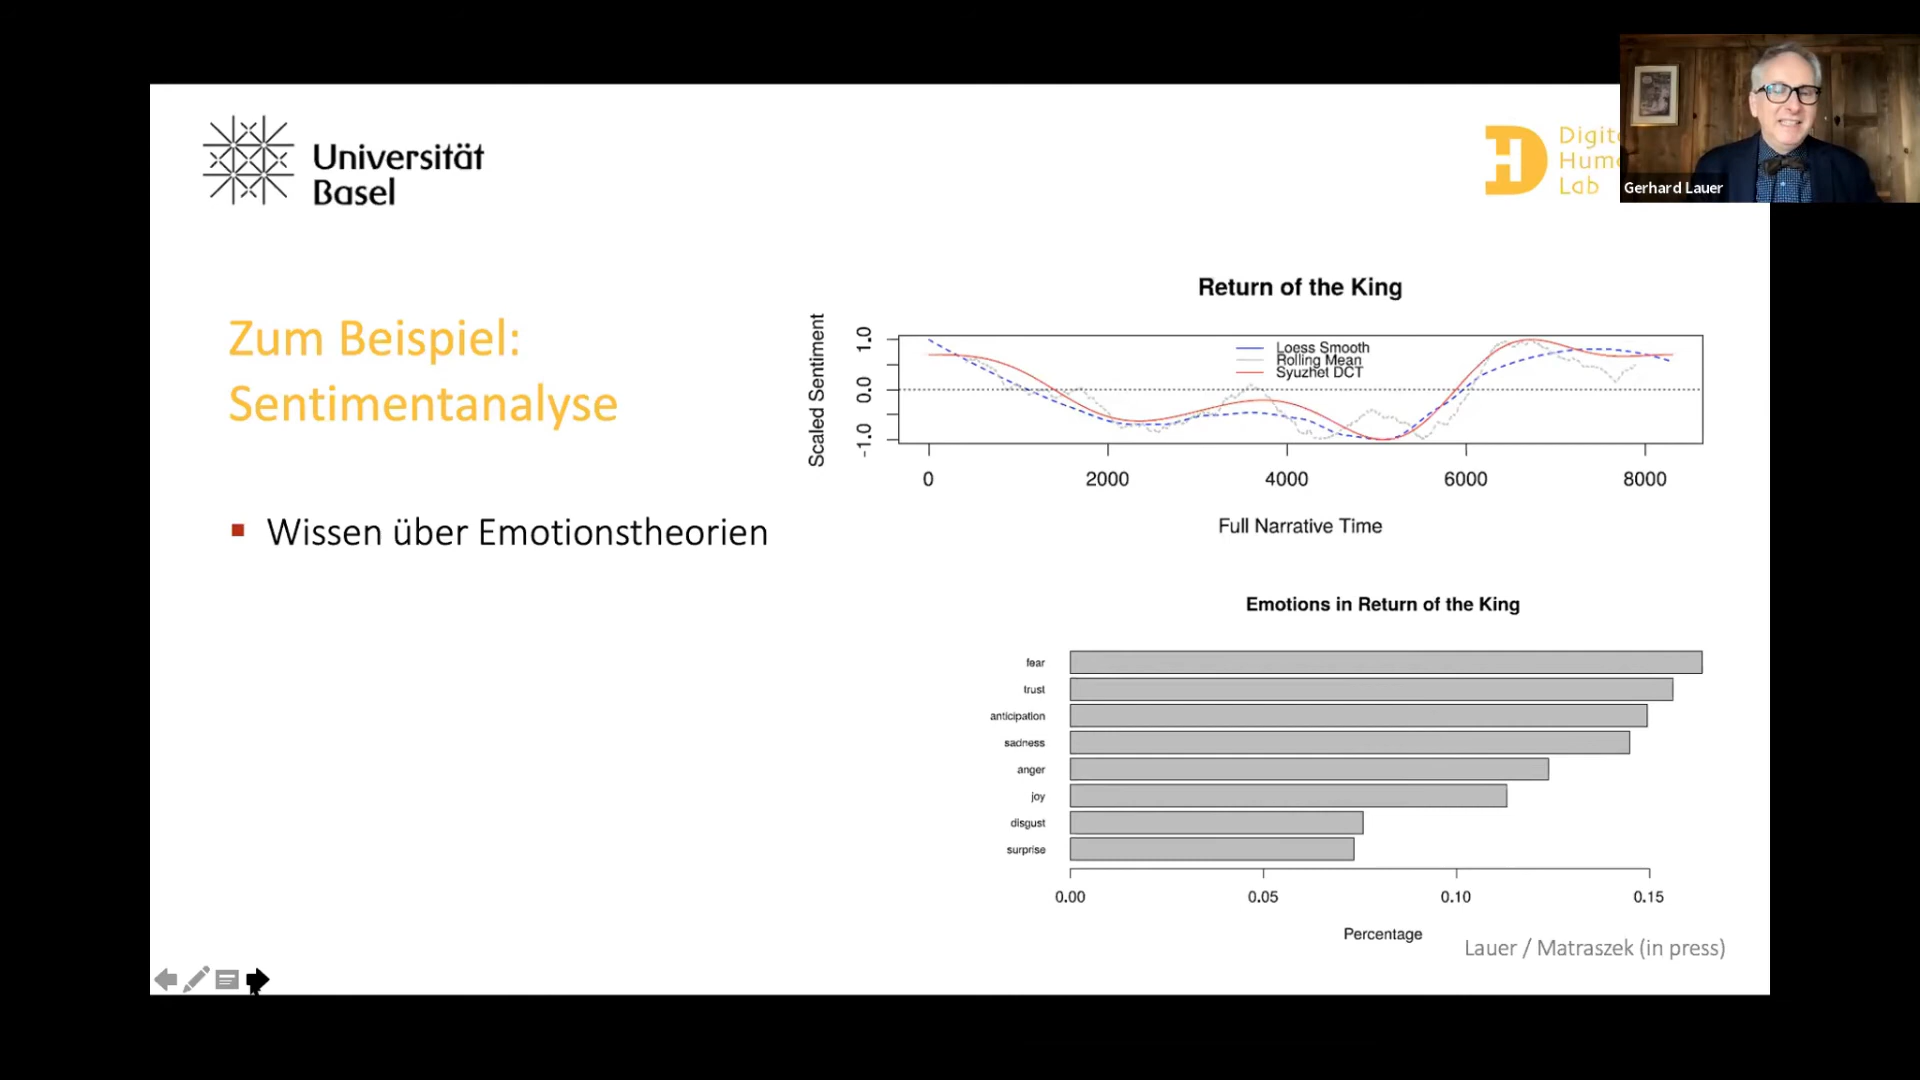 Universität
Basel
Lab
Gerhard Lauer
Zum Beispiel:
Sentimentanalyse
Wissen über Emotionstheorien
Return of the King
Scaled Sentiment
1.0
0.0
-1.0
Loess Smooth
Rolling Mean
Syuzhet DCT
0 2000 4000 6000 8000
Full Narrative Time
Emotions in Return of the King
fear
trust
anticipation
sadness
anger
joy
disgust
surprise
0.00 0.05 0.10 0.15
Percentage
Lauer / Matraszek (in press)